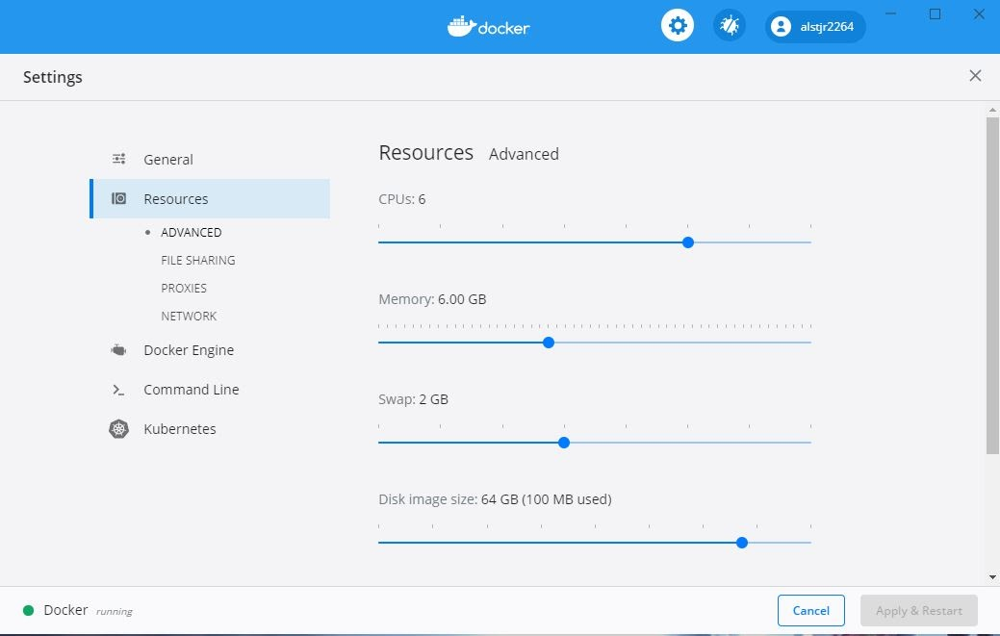 docker
alstjr2264
Settings
General
Resources
ADVANCED
FILE SHARING
PROXIES
NETWORK
Docker Engine
Command Line
Kubernetes
Resources Advanced
CPUs: 6
Memory: 6.00 GB
Swap: 2 GB
Disk image size: 64 GB (100 MB used)
Docker running
Cancel
Apply & Restart